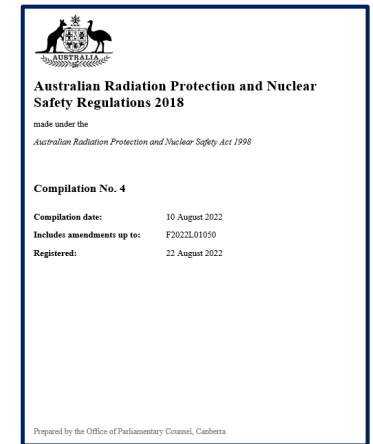 AUSTRALIA
Australian Radiation Protection and Nuclear
Safety Regulations 2018
made under the
Australian Radiation Protection and Nuclear Safety Act 1998
Compilation No. 4
Compilation date: 10 August 2022
Includes amendments up to: F2022L01050
Registered: 22 August 2022
Prepared by the Office of Parliamentary Counsel, Canberra